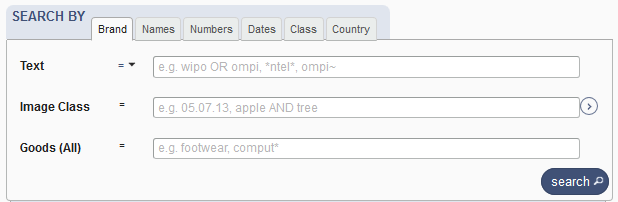 SEARCH BY
Brand Names Numbers Dates Class Country
Text = e.g. wipo OR ompi, *ntel*, ompi~
Image Class = e.g. 05.07.13, apple AND tree
Goods (All) = e.g. footwear, comput*
search